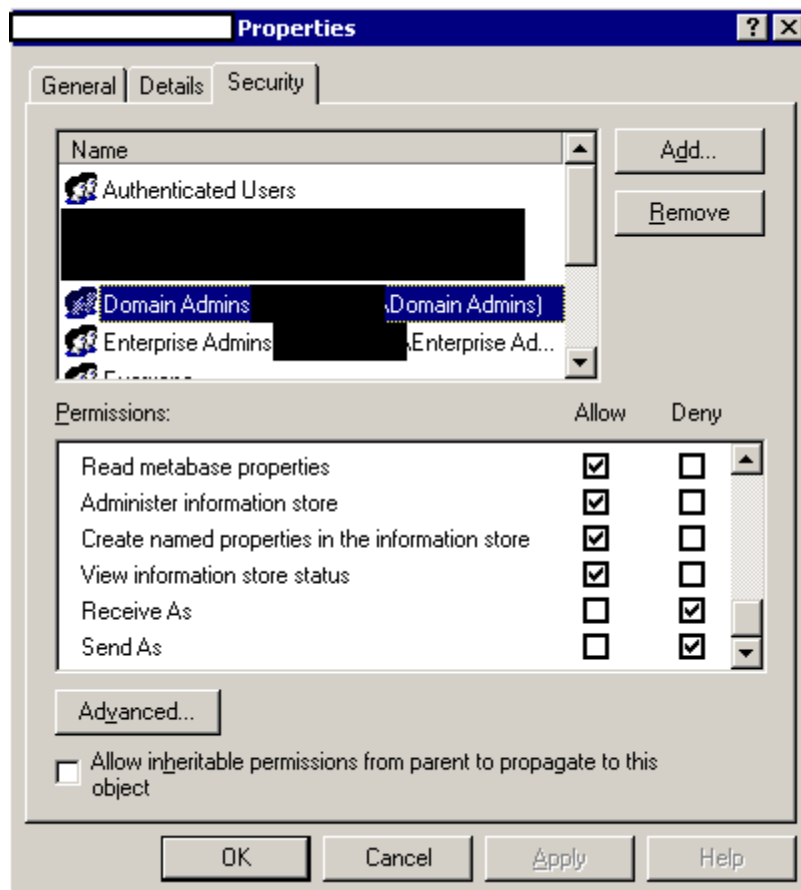 Properties
General Details Security
Name
Add...
Authenticated Users
Remove
Domain Admins \Domain Admins)
Enterprise Admins \Enterprise Ad...
Everyone
Permissions: Allow Deny
Read metabase properties
Administer information store
Create named properties in the information store
View information store status
Receive As
Send As
Advanced...
Allow inheritable permissions from parent to propagate to this
object
OK Cancel Apply Help